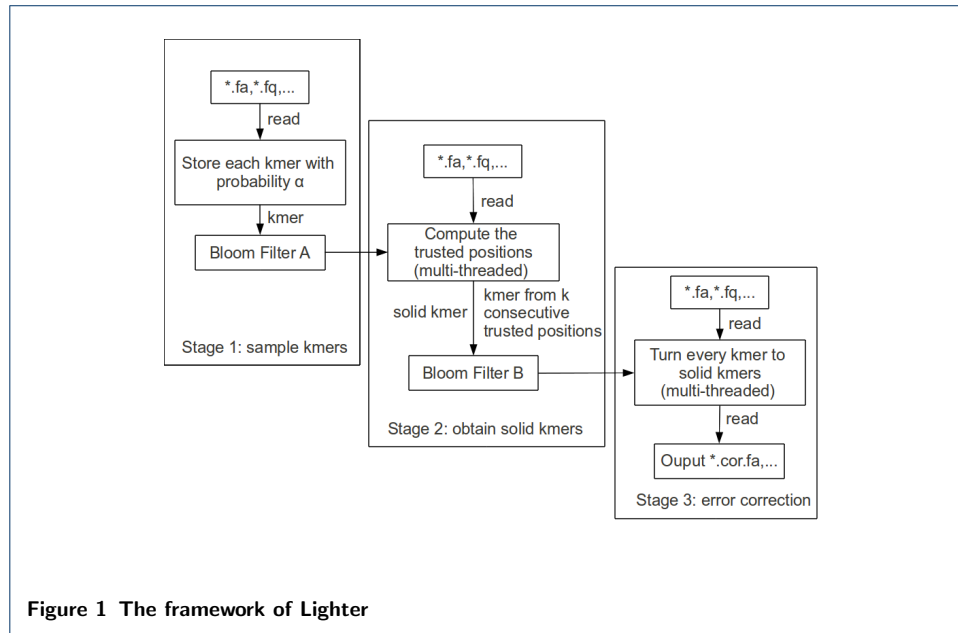 *.fa,*.fq,...
read
Store each kmer with
probability α
kmer
Bloom Filter A
Stage 1: sample kmers
*.fa,*.fq,...
read
Compute the
trusted positions
(multi-threaded)
solid kmer
kmer from k
consecutive
trusted positions
Bloom Filter B
Stage 2: obtain solid kmers
*.fa,*.fq,...
read
Turn every kmer to
solid kmers
(multi-threaded)
read
Ouput *.cor.fa,...
Stage 3: error correction
Figure 1 The framework of Lighter